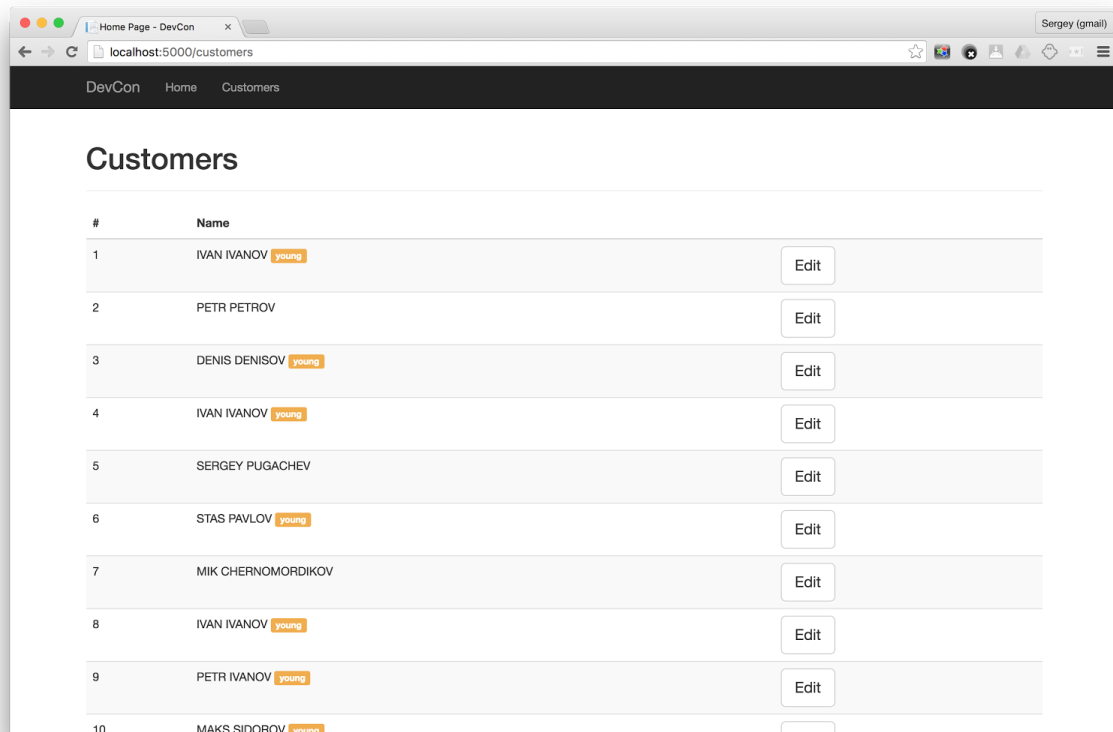 Home Page - DevCon
Sergey (gmail)
localhost:5000/customers
DevCon Home Customers
Customers
# Name
1 IVAN IVANOV young Edit
2 PETR PETROV Edit
3 DENIS DENISOV young Edit
4 IVAN IVANOV young Edit
5 SERGEY PUGACHEV Edit
6 STAS PAVLOV young Edit
7 MIK CHERNOMORDIKOV Edit
8 IVAN IVANOV young Edit
9 PETR IVANOV young Edit
10 MAKS SIDOROV young